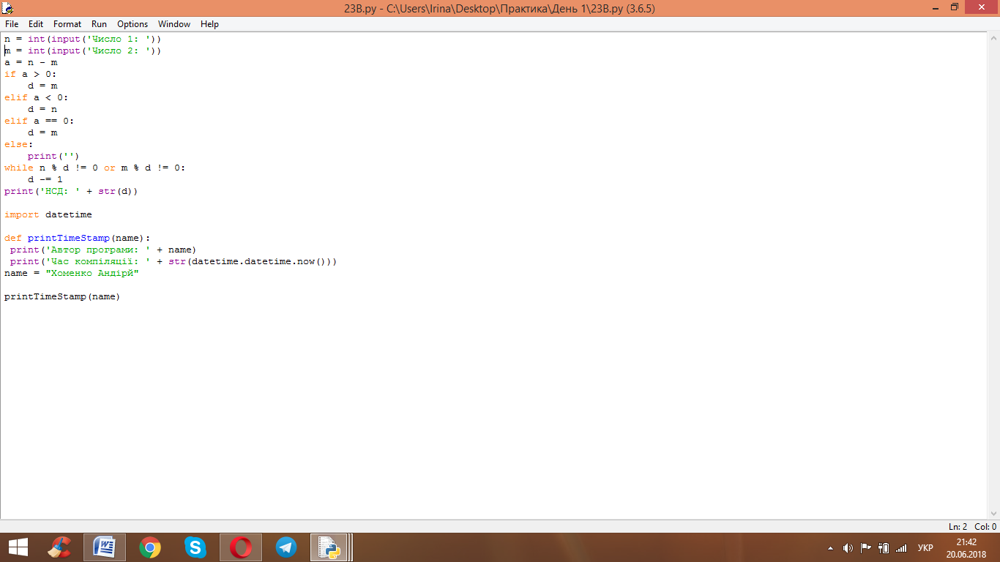 23B.py - C:\Users\Irina\Desktop\Практика\День 1\23B.py (3.6.5)
File Edit Format Run Options Window Help
n = int(input('Число 1: '))
m = int(input('Число 2: '))
a = n - m
if a > 0:
    d = m
elif a < 0:
    d = n
elif a == 0:
    d = m
else:
    print('')
while n % d != 0 or m % d != 0:
    d -= 1
print('НСД: ' + str(d))
import datetime
def printTimeStamp(name):
 print('Автор програми: ' + name)
 print('Час компіляції: ' + str(datetime.datetime.now()))
name = "Хоменко Андірй"
printTimeStamp(name)
Ln: 2 Col: 0
УКР
21:42
20.06.2018